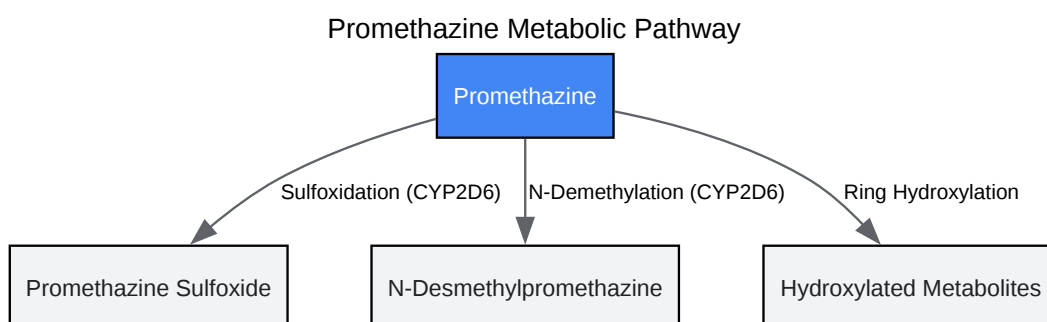 Promethazine Metabolic Pathway
Promethazine
Sulfoxidation (CYP2D6)
N-Demethylation (CYP2D6)
Ring Hydroxylation
Promethazine Sulfoxide
N-Desmethylpromethazine
Hydroxylated Metabolites